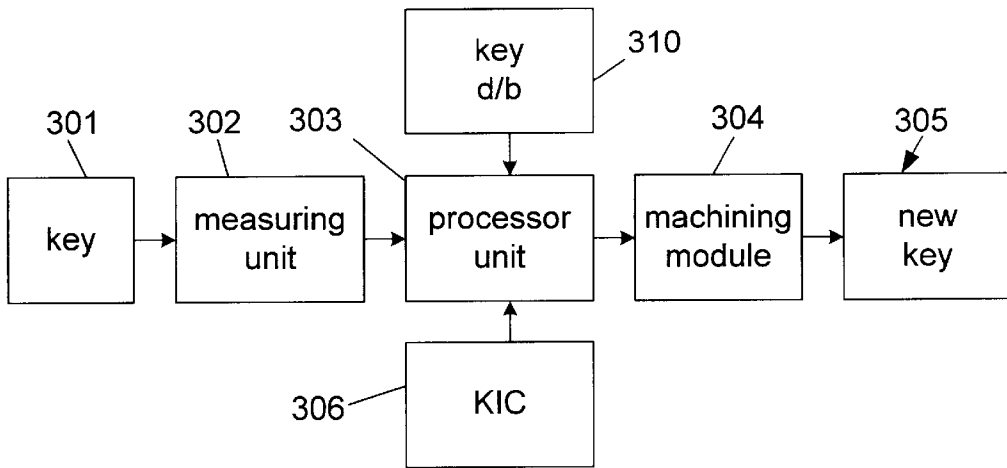 key
d/b
310
301
302
303
304
305
key
measuring
unit
processor
unit
machining
module
new
key
306
KIC